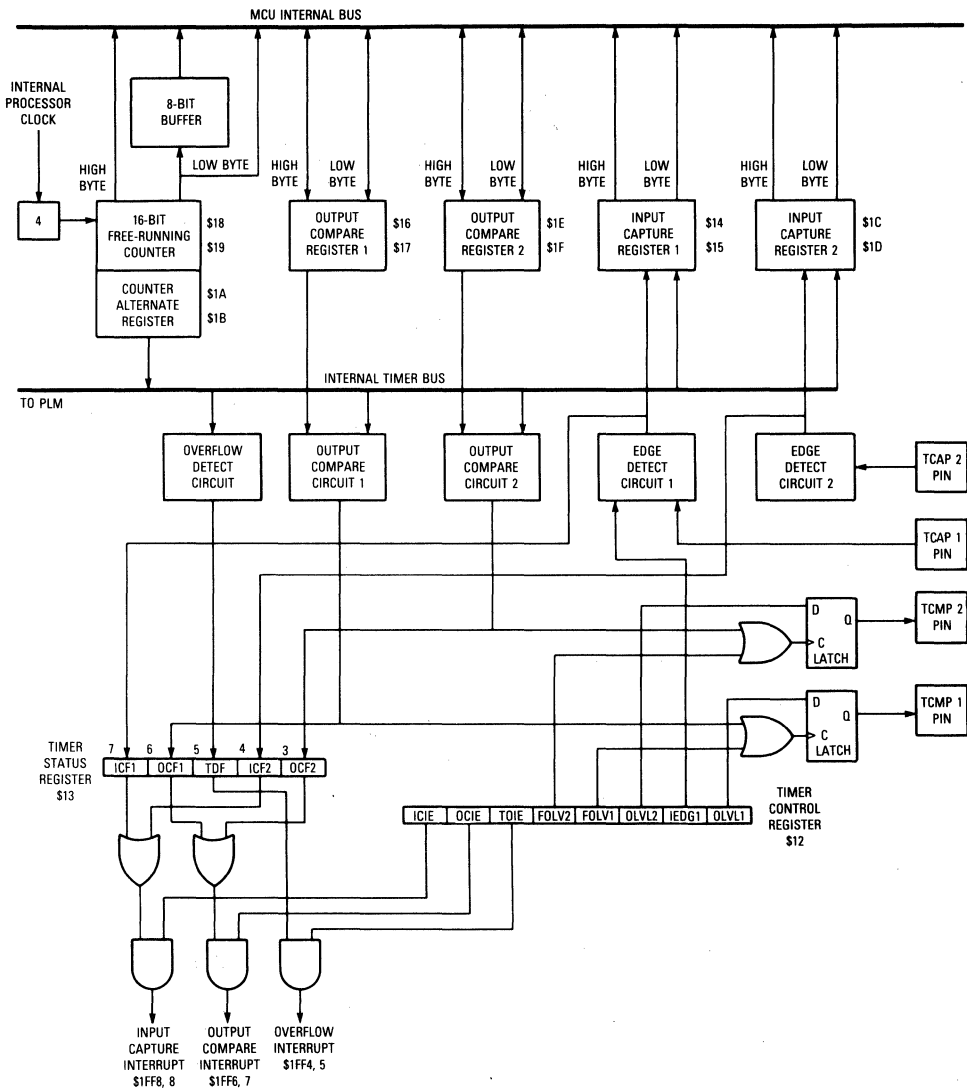 MCU INTERNAL BUS
INTERNAL
PROCESSOR
CLOCK
8-BIT
BUFFER
HIGH
BYTE
LOW BYTE
HIGH
BYTE
LOW
BYTE
HIGH
BYTE
LOW
BYTE
HIGH
BYTE
LOW
BYTE
HIGH
BYTE
LOW
BYTE
4
16-BIT
FREE-RUNNING
COUNTER
$18
$19
OUTPUT
COMPARE
REGISTER 1
$16
$17
OUTPUT
COMPARE
REGISTER 2
$1E
$1F
INPUT
CAPTURE
REGISTER 1
$14
$15
INPUT
CAPTURE
REGISTER 2
$1C
$1D
COUNTER
ALTERNATE
REGISTER
$1A
$1B
INTERNAL TIMER BUS
TO PLM
OVERFLOW
DETECT
CIRCUIT
OUTPUT
COMPARE
CIRCUIT 1
OUTPUT
COMPARE
CIRCUIT 2
EDGE
DETECT
CIRCUIT 1
EDGE
DETECT
CIRCUIT 2
TCAP 2
PIN
TCAP 1
PIN
D
Q
C
LATCH
TCMP 2
PIN
D
Q
C
LATCH
TCMP 1
PIN
TIMER
STATUS
REGISTER
$13
7 6 5 4 3
ICF1 OCF1 TDF ICF2 OCF2
ICIE OCIE TOIE FOLV2 FOLV1 OLVL2 IEDG1 OLVL1
TIMER
CONTROL
REGISTER
$12
INPUT
CAPTURE
INTERRUPT
$1FF8, 8
OUTPUT
COMPARE
INTERRUPT
$1FF6, 7
OVERFLOW
INTERRUPT
$1FF4, 5